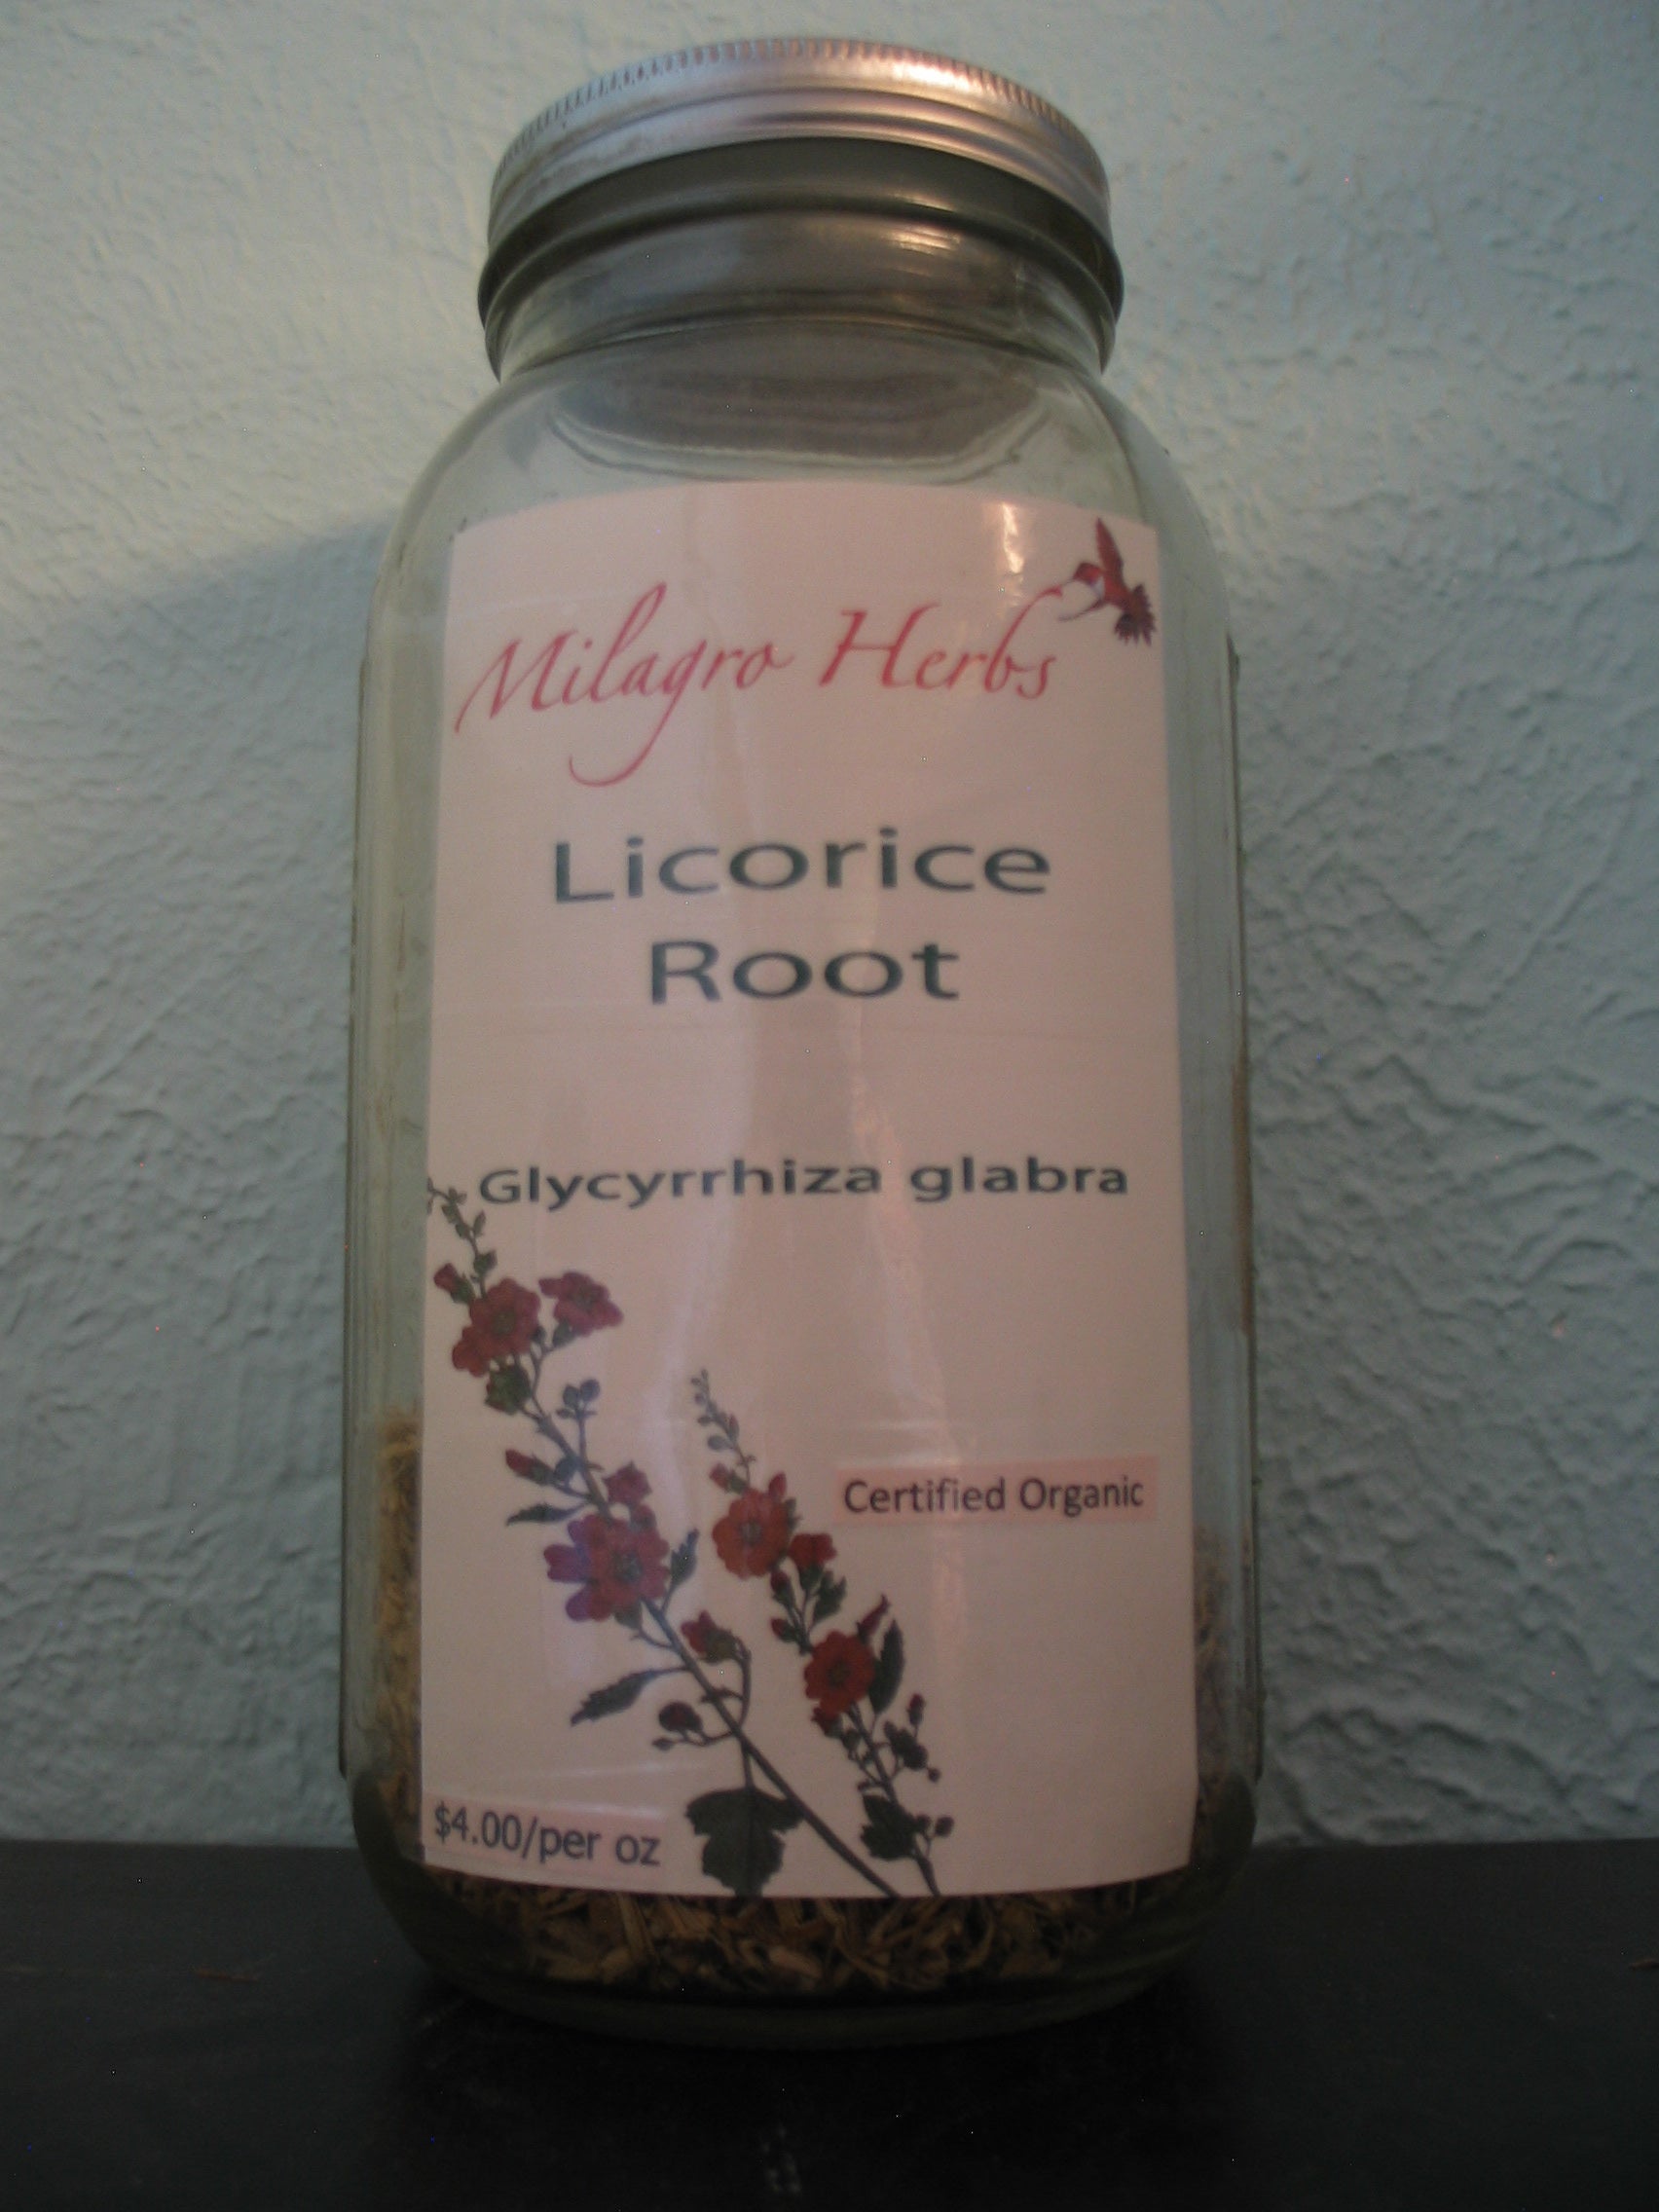 Milagro Herbs
Licorice
Root
Glycyrrhiza glabra
Certified Organic
$4.00/per oz